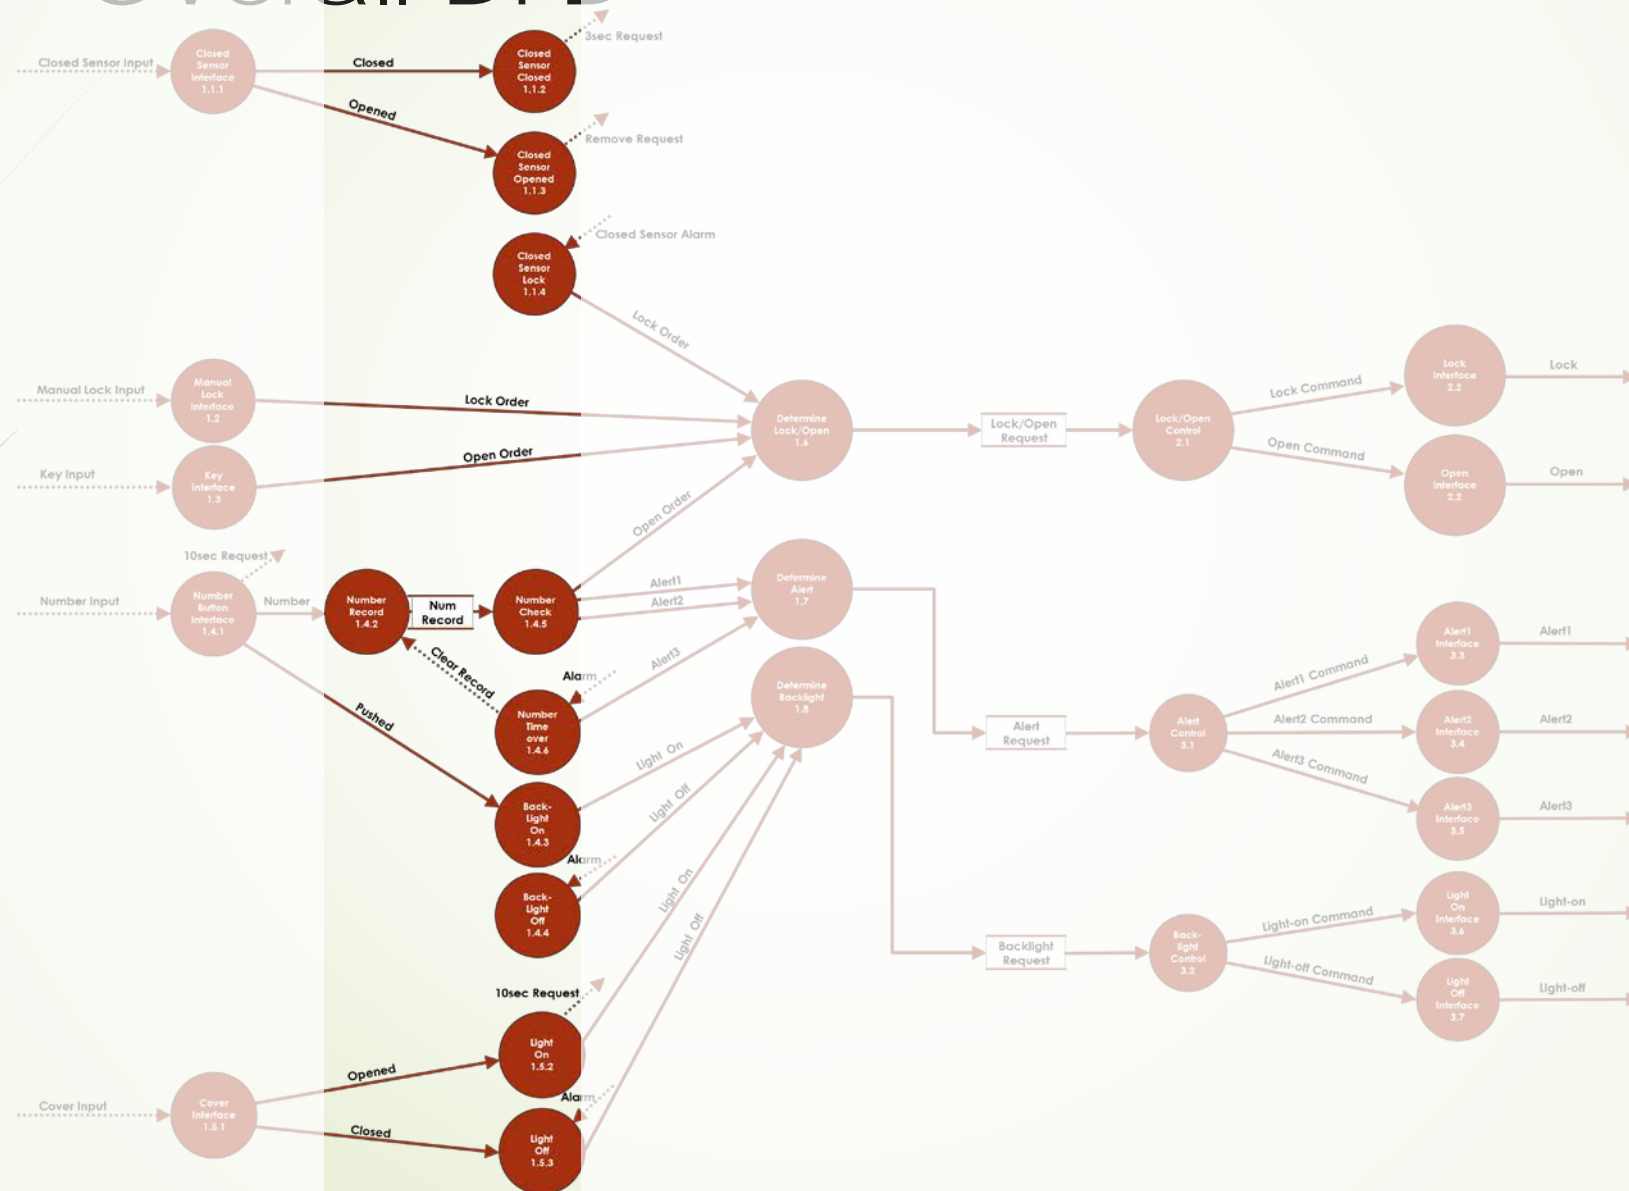 Overall DFD
Closed Sensor Input
Closed
Sensor
Interface
1.1.1
Closed
Opened
Closed
Sensor
Closed
1.1.2
3sec Request
Closed
Sensor
Opened
1.1.3
Remove Request
Closed
Sensor
Lock
1.1.4
Closed Sensor Alarm
Lock Order
Manual Lock Input
Manual
Lock
Interface
1.2
Lock Order
Key Input
Key
Interface
1.3
Open Order
Determine
Lock/Open
1.6
Lock/Open
Request
Lock/Open
Control
2.1
Lock Command
Open Command
Lock
Interface
2.2
Lock
Open
Interface
2.2
Open
Open Order
10sec Request
Number Input
Number
Button
Interface
1.4.1
Number
Number
Record
1.4.2
Num
Record
Number
Check
1.4.5
Alert1
Alert2
Alert3
Determine
Alert
1.7
Clear Record
Alarm
Number
Time
over
1.4.6
Pushed
Back-
Light
On
1.4.3
Light On
Light Off
Determine
Backlight
1.8
Alarm
Back-
Light
Off
1.4.4
Light On
Light Off
Alert
Request
Alert
Control
3.1
Alert1 Command
Alert2 Command
Alert3 Command
Alert1
Interface
3.3
Alert1
Alert2
Interface
3.4
Alert2
Alert3
Interface
3.5
Alert3
Backlight
Request
Back-
light
Control
3.2
Light-on Command
Light-off Command
Light
On
Interface
3.6
Light-on
Light
Off
Interface
3.7
Light-off
10sec Request
Cover Input
Cover
Interface
1.5.1
Opened
Closed
Light
On
1.5.2
Alarm
Light
Off
1.5.3